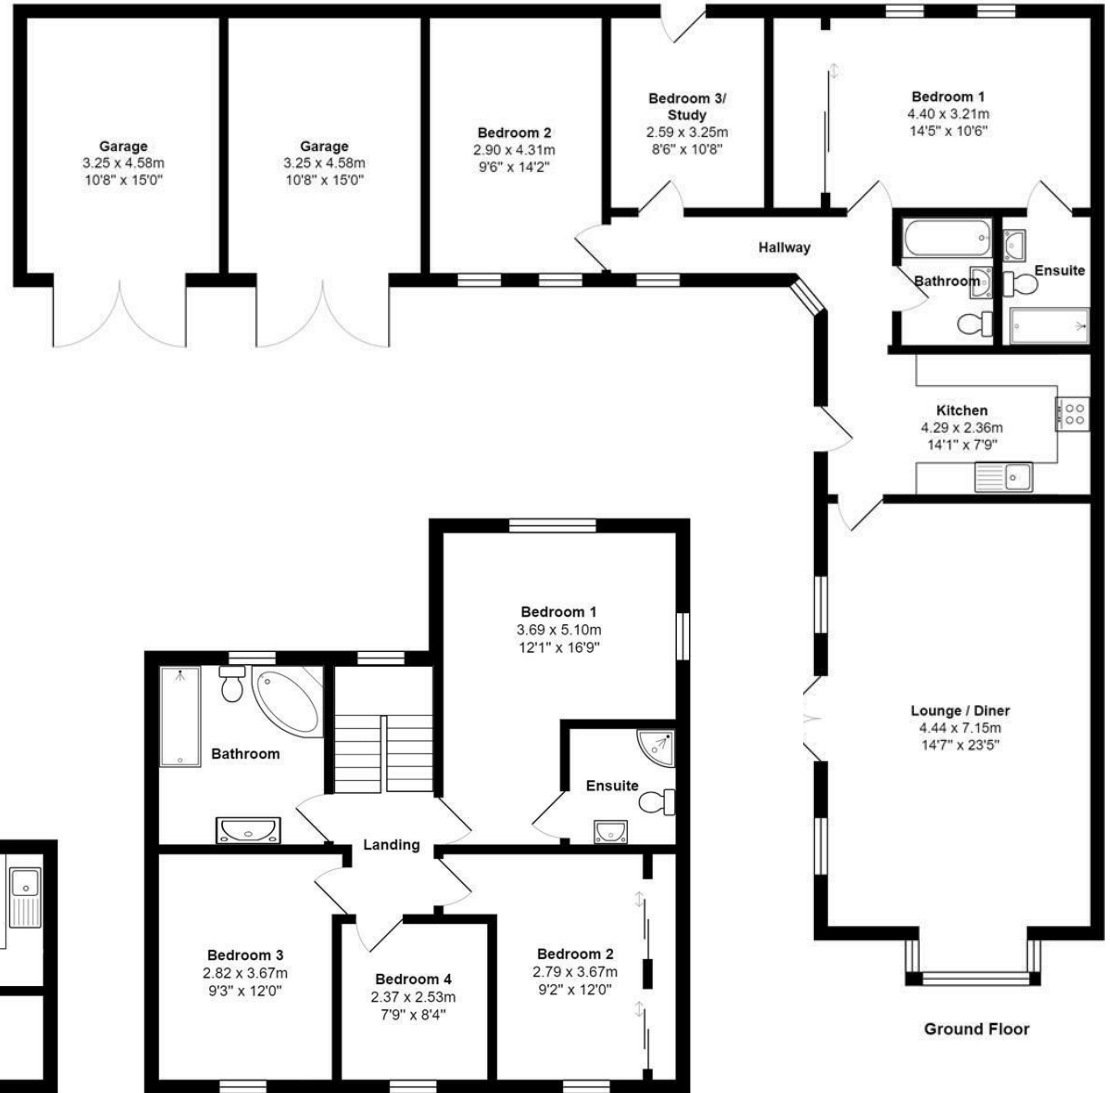 Garage
3.25 x 4.58m
10'8" x 15'0"
Garage
3.25 x 4.58m
10'8" x 15'0"
Bedroom 2
2.90 x 4.31m
9'6" x 14'2"
Bedroom 3/
Study
2.59 x 3.25m
8'6" x 10'8"
Bedroom 1
4.40 x 3.21m
14'5" x 10'6"
Hallway
Bathroom
Ensuite
Kitchen
4.29 x 2.36m
14'1" x 7'9"
Lounge / Diner
4.44 x 7.15m
14'7" x 23'5"
Ground Floor
Bedroom 1
3.69 x 5.10m
12'1" x 16'9"
Bathroom
Ensuite
Landing
Bedroom 3
2.82 x 3.67m
9'3" x 12'0"
Bedroom 4
2.37 x 2.53m
7'9" x 8'4"
Bedroom 2
2.79 x 3.67m
9'2" x 12'0"